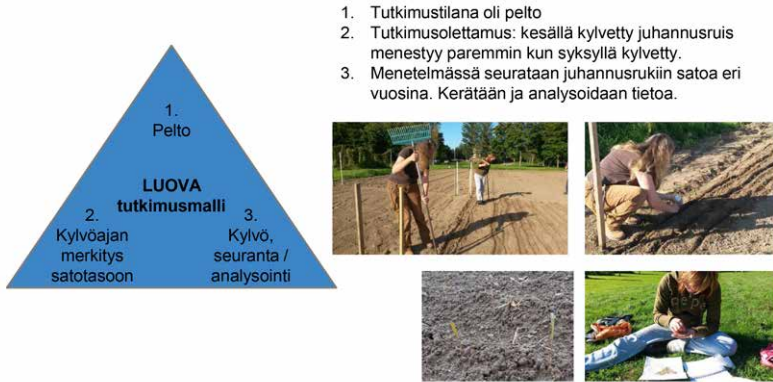 1. Tutkimustilana oli pelto
2. Tutkimusolettamus: kesällä kylvetty juhannusruis
menestyy paremmin kun syksyllä kylvetty.
3. Menetelmässä seurataan juhannusrukiin satoa eri
vuosina. Kerätään ja analysoidaan tietoa.
1.
Pelto
LUOVA
tutkimusmalli
2.
Kylvöajan
merkitys
satotasoon
3.
Kylvö,
seuranta /
analysointi